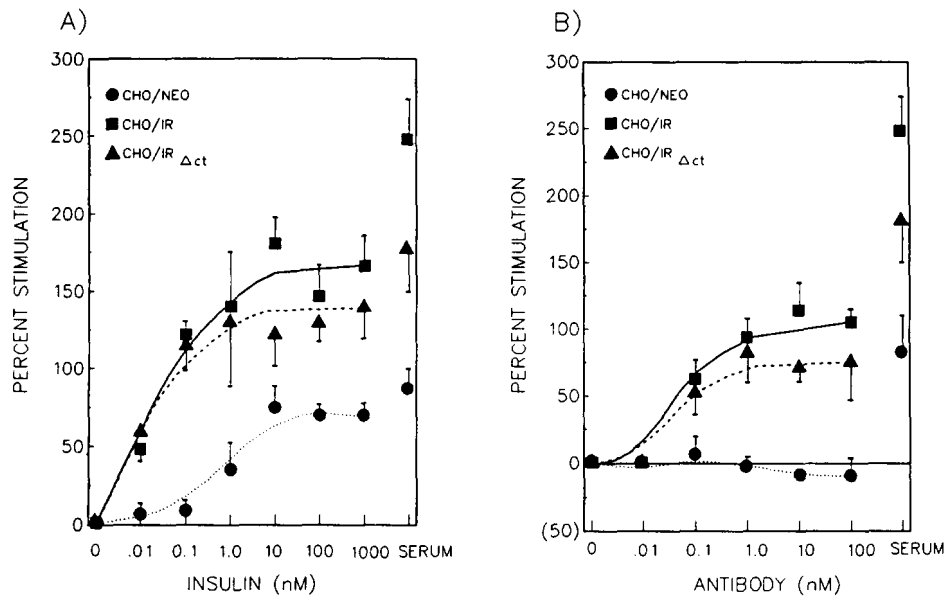 A)
300
250
200
150
100
50
0
PERCENT STIMULATION
CHO/NEO
CHO/IR
CHO/IR Δct
0 .01 0.1 1.0 10 100 1000 SERUM
INSULIN (nM)
B)
300
250
200
150
100
50
0
(50)
PERCENT STIMULATION
CHO/NEO
CHO/IR
CHO/IR Δct
0 .01 0.1 1.0 10 100 SERUM
ANTIBODY (nM)